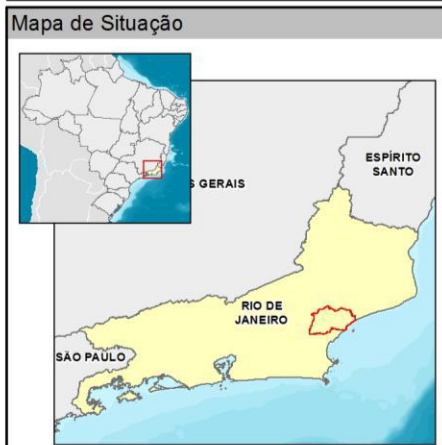 Mapa de Situação
ESPÍRITO
SANTO
S GERAIS
RIO DE
JANEIRO
SÃO PAULO